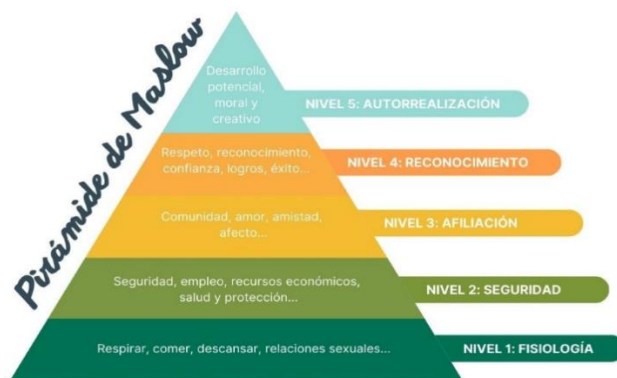 Pirámide de Maslow
Desarrollo
potencial,
moral y
creativo
NIVEL 5: AUTORREALIZACIÓN
Respeto, reconocimiento,
confianza, logros, éxito...
NIVEL 4: RECONOCIMIENTO
Comunidad, amor, amistad,
afecto...
NIVEL 3: AFILIACIÓN
Seguridad, empleo, recursos económicos,
salud y protección...
NIVEL 2: SEGURIDAD
Respirar, comer, descansar, relaciones sexuales...
NIVEL 1: FISIOLOGÍA